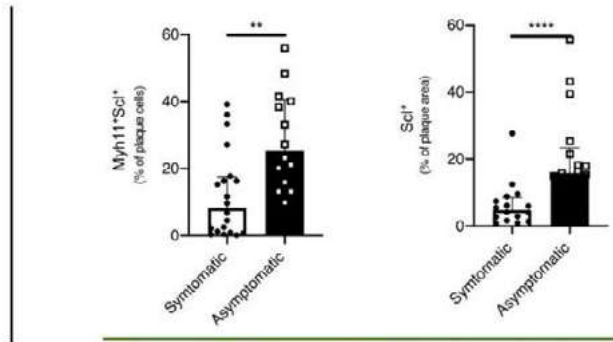 **
60
40
20
0
Myh11⁺Scl⁺
(% of plaque cells)
Symtomatic
Asymptomatic
****
60
40
20
0
Scl⁺
(% of plaque area)
Symtomatic
Asymptomatic